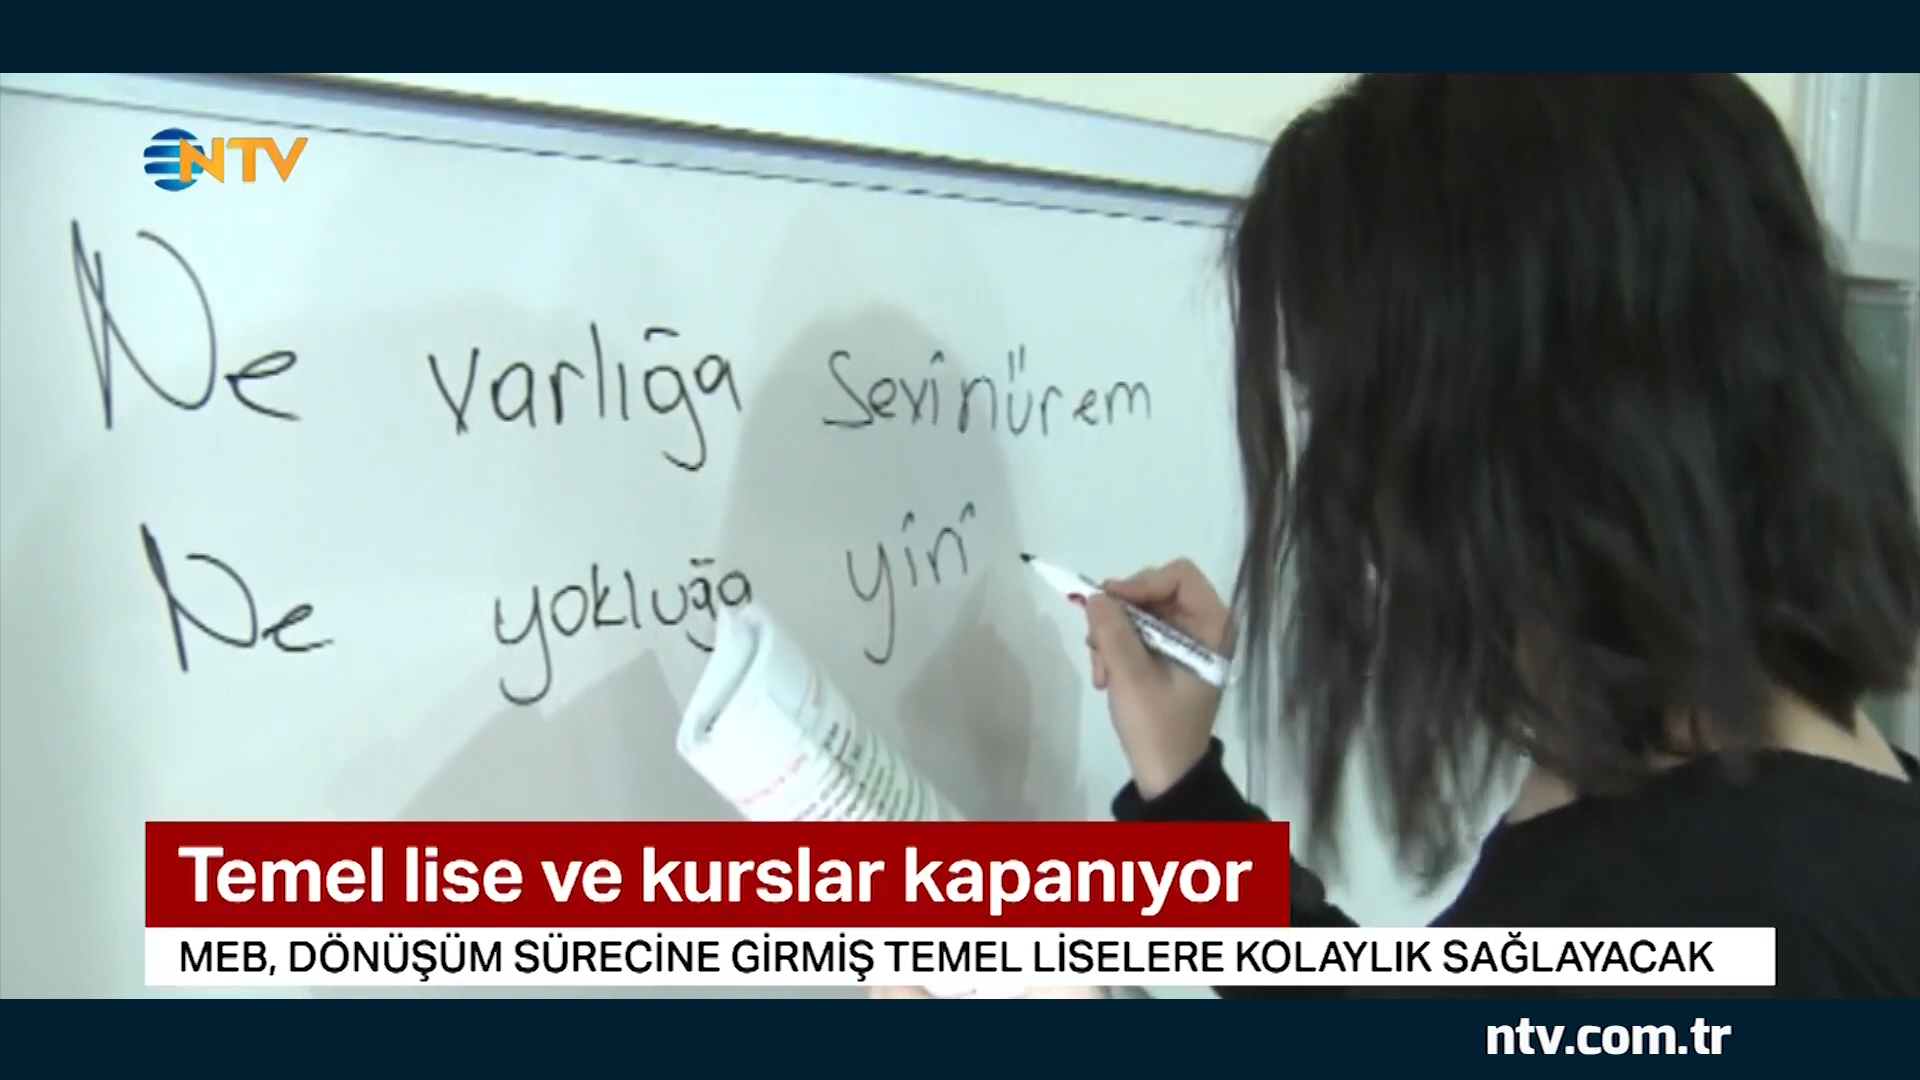 NTV
Ne varlığa sevinürem
Ne yokluğa yini
Temel lise ve kurslar kapanıyor
MEB, DÖNÜŞÜM SÜRECİNE GİRMİŞ TEMEL LİSELERE KOLAYLIK SAĞLAYACAK
ntv.com.tr